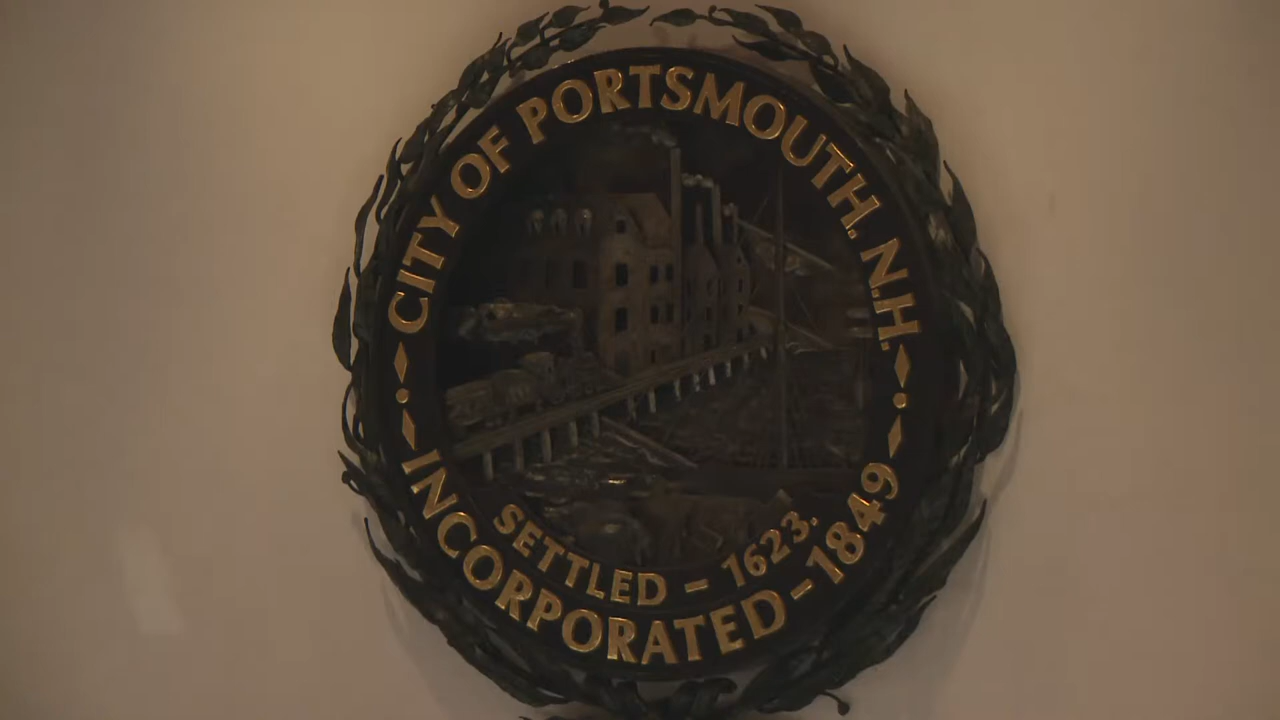 CITY OF PORTSMOUTH. N.H.
SETTLED - 1623.
INCORPORATED - 1849